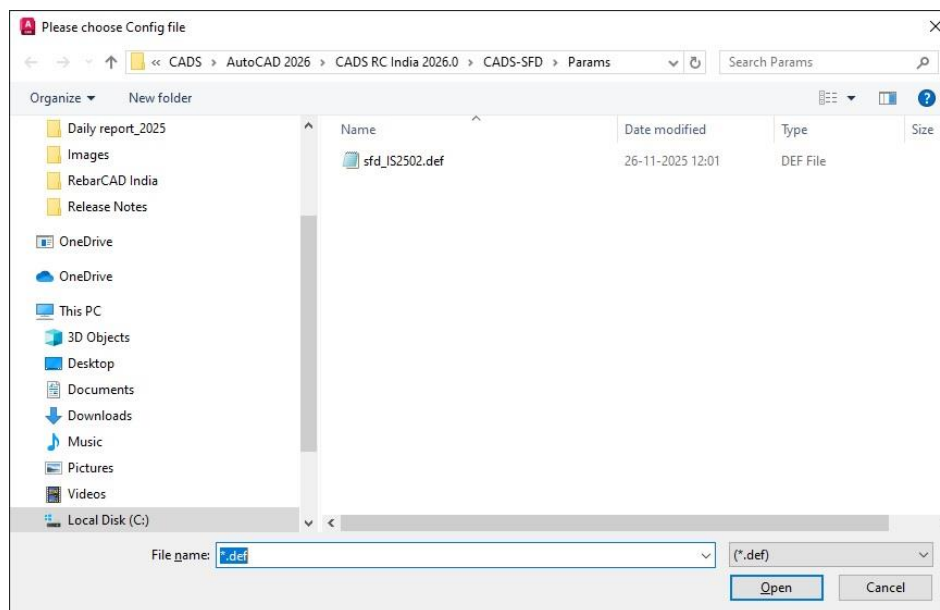 Please choose Config file
« CADS › AutoCAD 2026 › CADS RC India 2026.0 › CADS-SFD › Params
Search Params
Organize
New folder
Name
Date modified
Type
Size
Daily report_2025
Images
RebarCAD India
Release Notes
OneDrive
OneDrive
This PC
3D Objects
Desktop
Documents
Downloads
Music
Pictures
Videos
Local Disk (C:)
sfd_IS2502.def
26-11-2025 12:01
DEF File
File name:
*.def
(*.def)
Open
Cancel